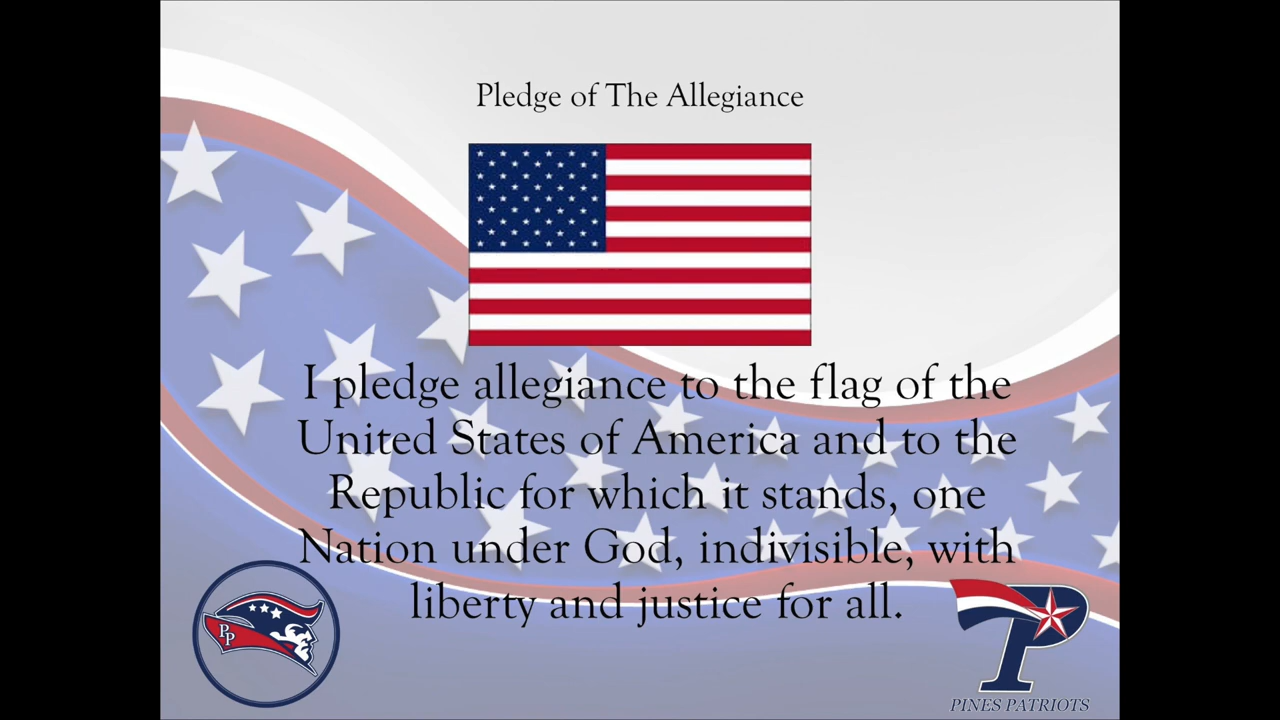 Pledge of The Allegiance
I pledge allegiance to the flag of the
United States of America and to the
Republic for which it stands, one
Nation under God, indivisible, with
liberty and justice for all.
PP
P
PINES PATRIOTS